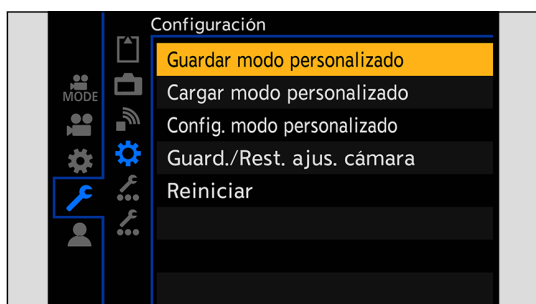 Configuración
MODE
Guardar modo personalizado
Cargar modo personalizado
Config. modo personalizado
Guard./Rest. ajus. cámara
Reiniciar